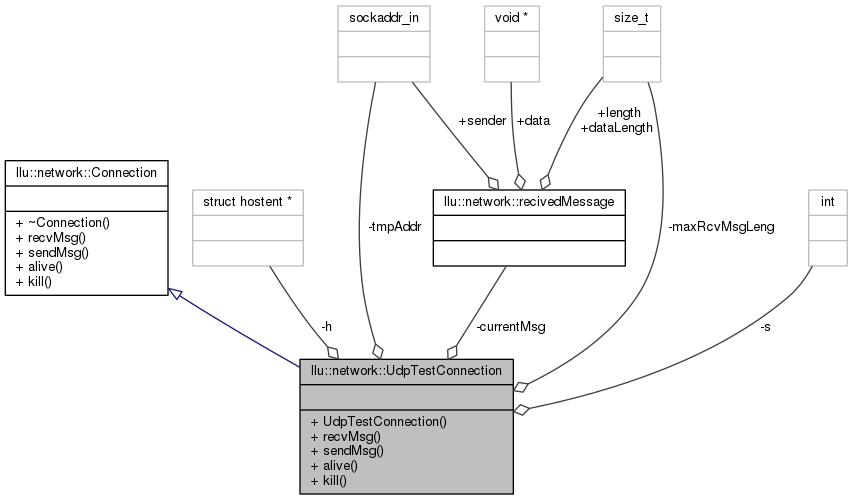 sockaddr_in
void *
size_t
+sender
+data
+length
+dataLength
llu::network::Connection
+ ~Connection()
+ recvMsg()
+ sendMsg()
+ alive()
+ kill()
struct hostent *
-tmpAddr
llu::network::recivedMessage
-maxRcvMsgLeng
int
-h
-currentMsg
-s
llu::network::UdpTestConnection
+ UdpTestConnection()
+ recvMsg()
+ sendMsg()
+ alive()
+ kill()